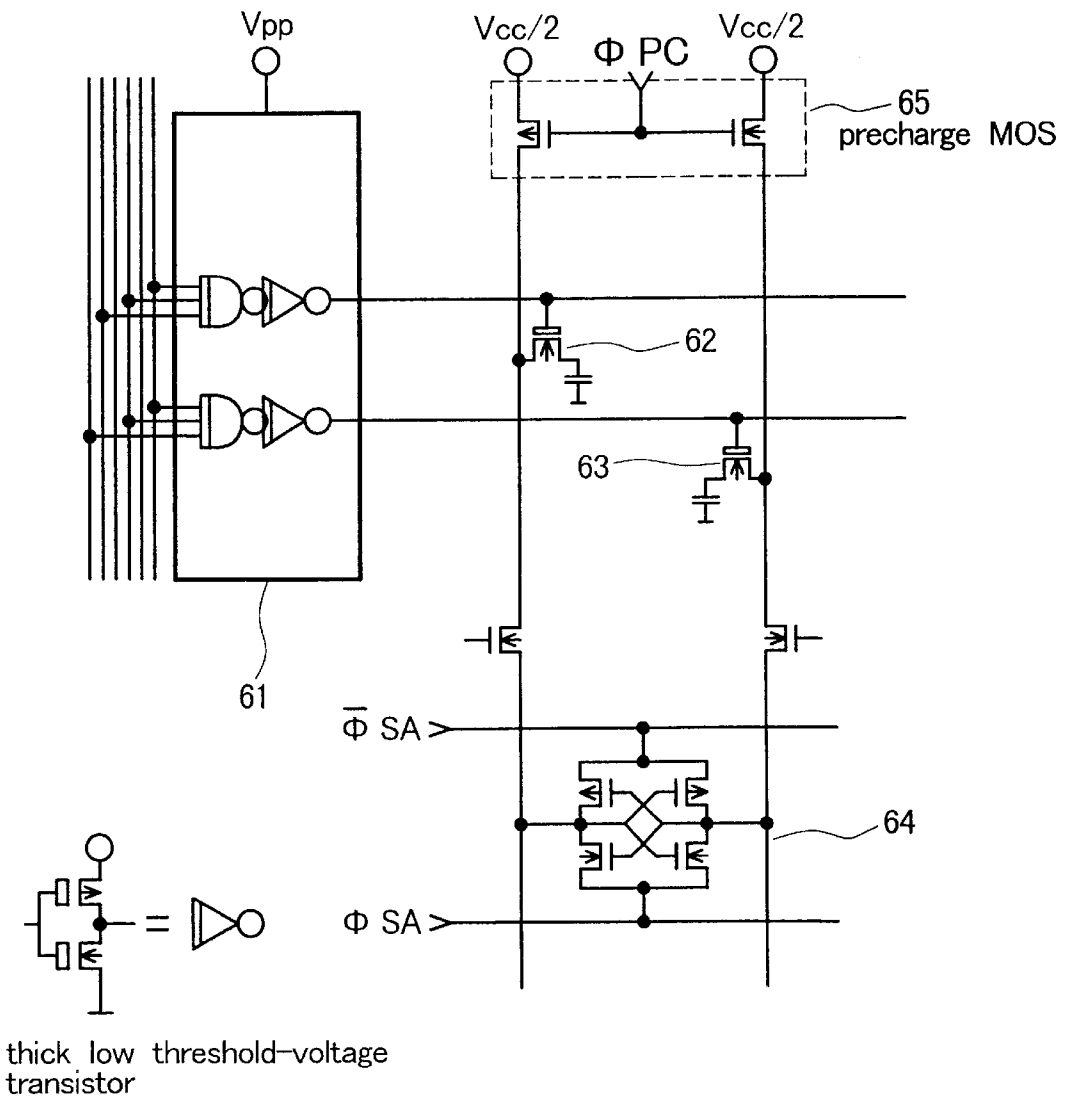 Vpp
Vcc/2
Φ PC
Vcc/2
65
precharge MOS
62
63
61
Φ̅ SA
64
Φ SA
=
thick low threshold-voltage
transistor